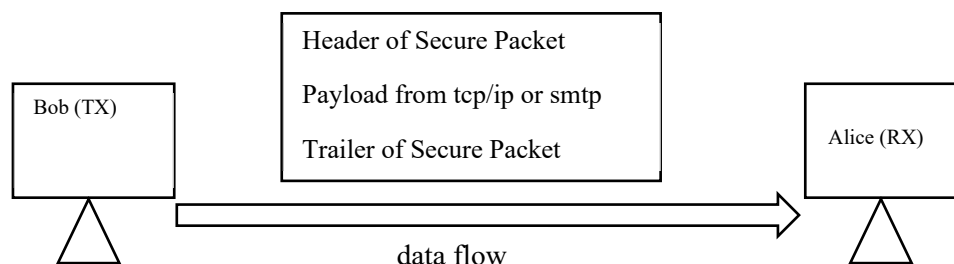 Header of Secure Packet
Payload from tcp/ip or smtp
Trailer of Secure Packet
Bob (TX)
Alice (RX)
data flow